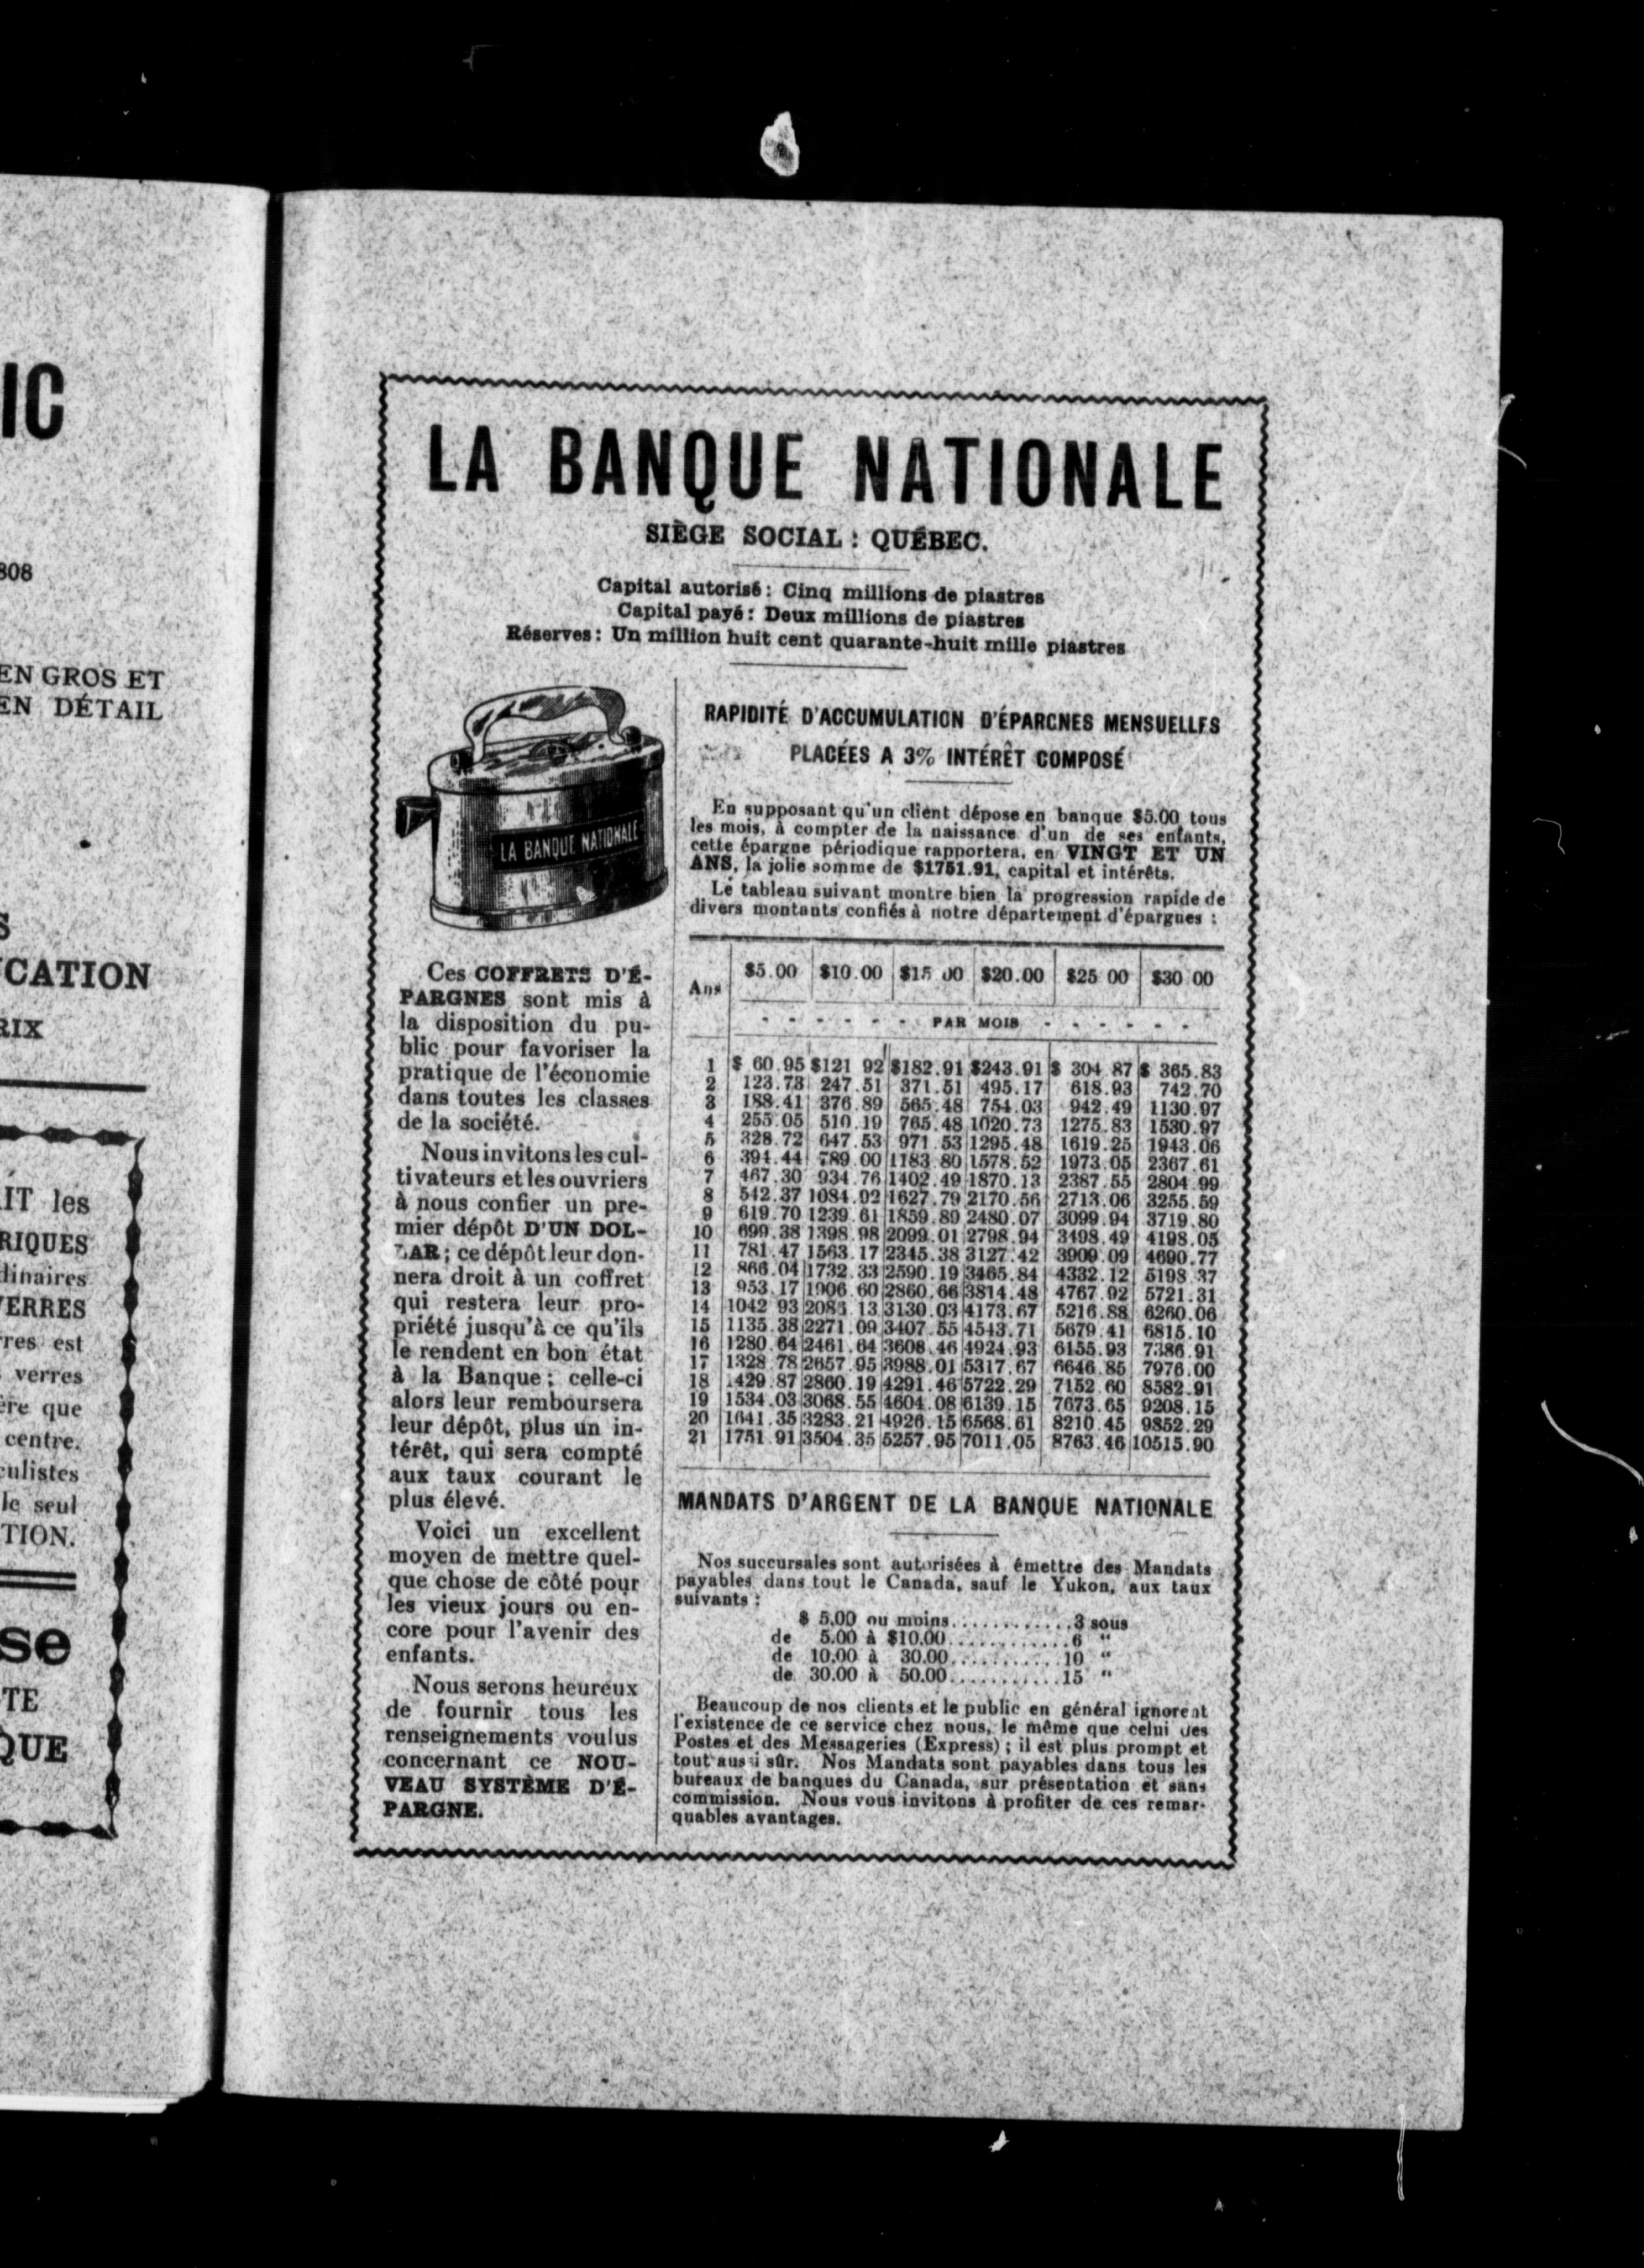 IC
808
EN GROS ET
EN DÉTAIL
S
CATION
RIX
IT les
RIQUES
dinaires
VERRES
res est
verres
ère que
centre.
culistes
le seul
TION.
se
TE
QUE
LA BANQUE NATIONALE
SIÈGE SOCIAL : QUÉBEC.
Capital autorisé : Cinq millions de piastres
Capital payé : Deux millions de piastres
Réserves : Un million huit cent quarante-huit mille piastres
LA BANQUE NATIONALE
Ces COFFRETS D'É-
PARGNES sont mis à
la disposition du pu-
blic pour favoriser la
pratique de l'économie
dans toutes les classes
de la société.
Nous invitons les cul-
tivateurs et les ouvriers
à nous confier un pre-
mier dépôt D'UN DOL-
LAR ; ce dépôt leur don-
nera droit à un coffret
qui restera leur pro-
priété jusqu'à ce qu'ils
le rendent en bon état
à la Banque ; celle-ci
alors leur remboursera
leur dépôt, plus un in-
térêt, qui sera compté
aux taux courant le
plus élevé.
Voici un excellent
moyen de mettre quel-
que chose de côté pour
les vieux jours ou en-
core pour l'avenir des
enfants.
Nous serons heureux
de fournir tous les
renseignements voulus
concernant ce NOU-
VEAU SYSTÈME D'É-
PARGNE.
RAPIDITÉ D'ACCUMULATION D'ÉPARGNES MENSUELLES
PLACÉES A 3% INTÉRÊT COMPOSÉ
En supposant qu'un client dépose en banque $5.00 tous
les mois, à compter de la naissance d'un de ses enfants,
cette épargne périodique rapportera, en VINGT ET UN
ANS, la jolie somme de $1751.91, capital et intérêts.
Le tableau suivant montre bien la progression rapide de
divers montants confiés à notre département d'épargnes :
Ans $5.00 $10.00 $15 00 $20.00 $25 00 $30 00
- - - - - - PAR MOIS - - - - - -
1 $ 60.95 $121 92 $182.91 $243.91 $ 304 87 $ 365.83
2 123.73 247.51 371.51 495.17 618.93 742.70
3 188.41 376.89 565.48 754.03 942.49 1130.97
4 255.05 510.19 765.48 1020.73 1275.83 1530.97
5 328.72 647.53 971.53 1295.48 1619.25 1943.06
6 394.44 789.00 1183.80 1578.52 1973.05 2367.61
7 467.30 934.76 1402.49 1870.13 2387.55 2804.99
8 542.37 1084.02 1627.79 2170.56 2713.06 3255.59
9 619.70 1239.61 1859.89 2480.07 3099.94 3719.80
10 699.38 1398.98 2099.01 2798.94 3498.49 4198.05
11 781.47 1563.17 2345.38 3127.42 3909.09 4690.77
12 866.04 1732.33 2590.19 3465.84 4332.12 5198 37
13 953.17 1906.60 2860.66 3814.48 4767.92 5721.31
14 1042 93 2085.13 3130.03 4173.67 5216.88 6260.06
15 1135.38 2271.09 3407.55 4543.71 5679.41 6815.10
16 1280.64 2461.64 3608.46 4924.93 6155.93 7386.91
17 1328.78 2657.95 3988.01 5317.67 6646.85 7976.00
18 1429.87 2860.19 4291.46 5722.29 7152.60 8582.91
19 1534.03 3068.55 4604.08 6139.15 7673.65 9208.15
20 1641.35 3283.21 4926.15 6568.61 8210.45 9852.29
21 1751.91 3504.35 5257.95 7011.05 8763.46 10515.90
MANDATS D'ARGENT DE LA BANQUE NATIONALE
Nos succursales sont autorisées à émettre des Mandats
payables dans tout le Canada, sauf le Yukon, aux taux
suivants :
$ 5.00 ou moins............3 sous
de 5.00 à $10.00............6 "
de 10.00 à 30.00...........10 "
de 30.00 à 50.00...........15 "
Beaucoup de nos clients et le public en général ignorent
l'existence de ce service chez nous, le même que celui des
Postes et des Messageries (Express) ; il est plus prompt et
tout aussi sûr. Nos Mandats sont payables dans tous les
bureaux de banques du Canada, sur présentation et sans
commission. Nous vous invitons à profiter de ces remar-
quables avantages.